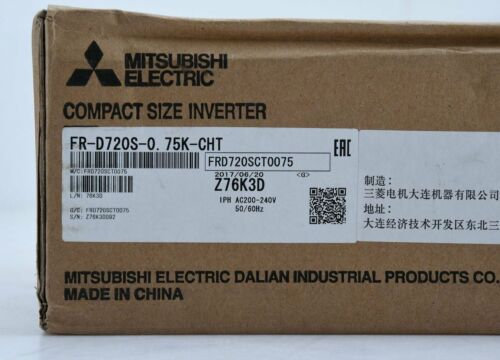 MITSUBISHI
ELECTRIC
COMPACT SIZE INVERTER
FR-D720S-0.75K-CHT
M/C: FRD720SCT0075
FRD720SCT0075
2017/06/20
<G>
Z76K3D
L/N: 76K3D
1PH AC200-240V
50/60Hz
G/C: FRD720SCT0075
S/N:
EAC
制造:
三菱电机大连机器有限公
地址:
大连经济技术开发区东北三
MITSUBISHI ELECTRIC DALIAN INDUSTRIAL PRODUCTS CO.
MADE IN CHINA